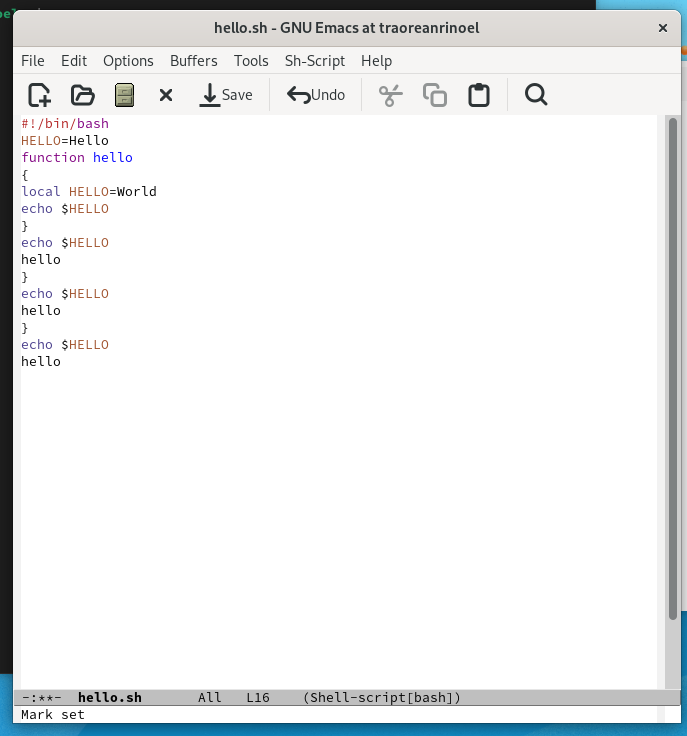 hello.sh - GNU Emacs at traoreanrinoel
File Edit Options Buffers Tools Sh-Script Help
Save Undo
#!/bin/bash
HELLO=Hello
function hello
{
local HELLO=World
echo $HELLO
}
echo $HELLO
hello
}
echo $HELLO
hello
}
echo $HELLO
hello
-:**- hello.sh All L16 (Shell-script[bash])
Mark set